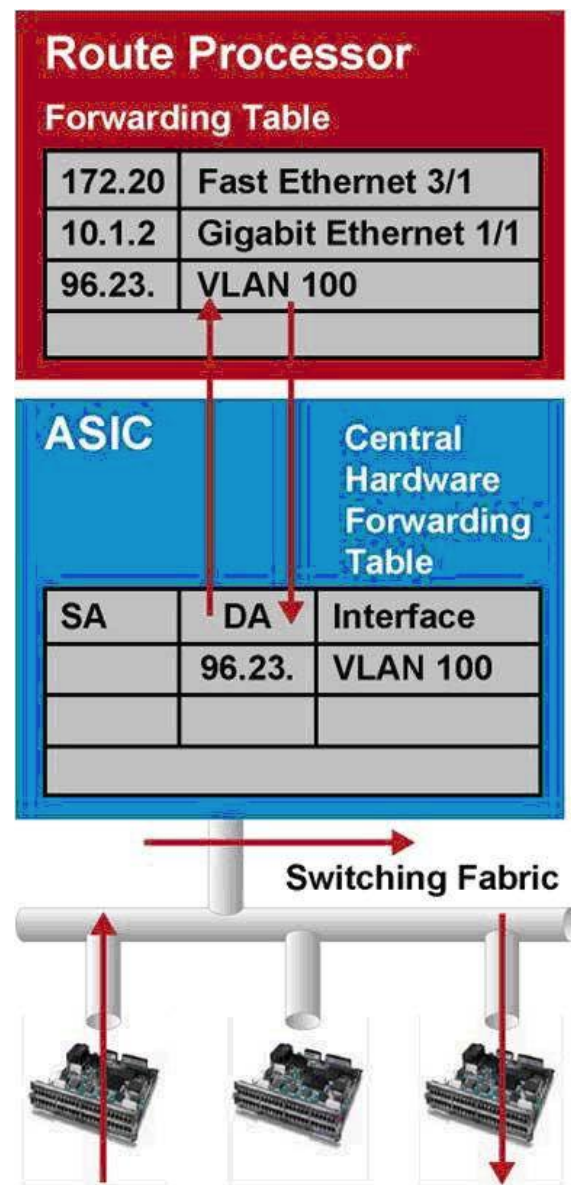 Route Processor
Forwarding Table
172.20 Fast Ethernet 3/1
10.1.2 Gigabit Ethernet 1/1
96.23. VLAN 100
ASIC
Central
Hardware
Forwarding
Table
SA DA Interface
96.23. VLAN 100
Switching Fabric